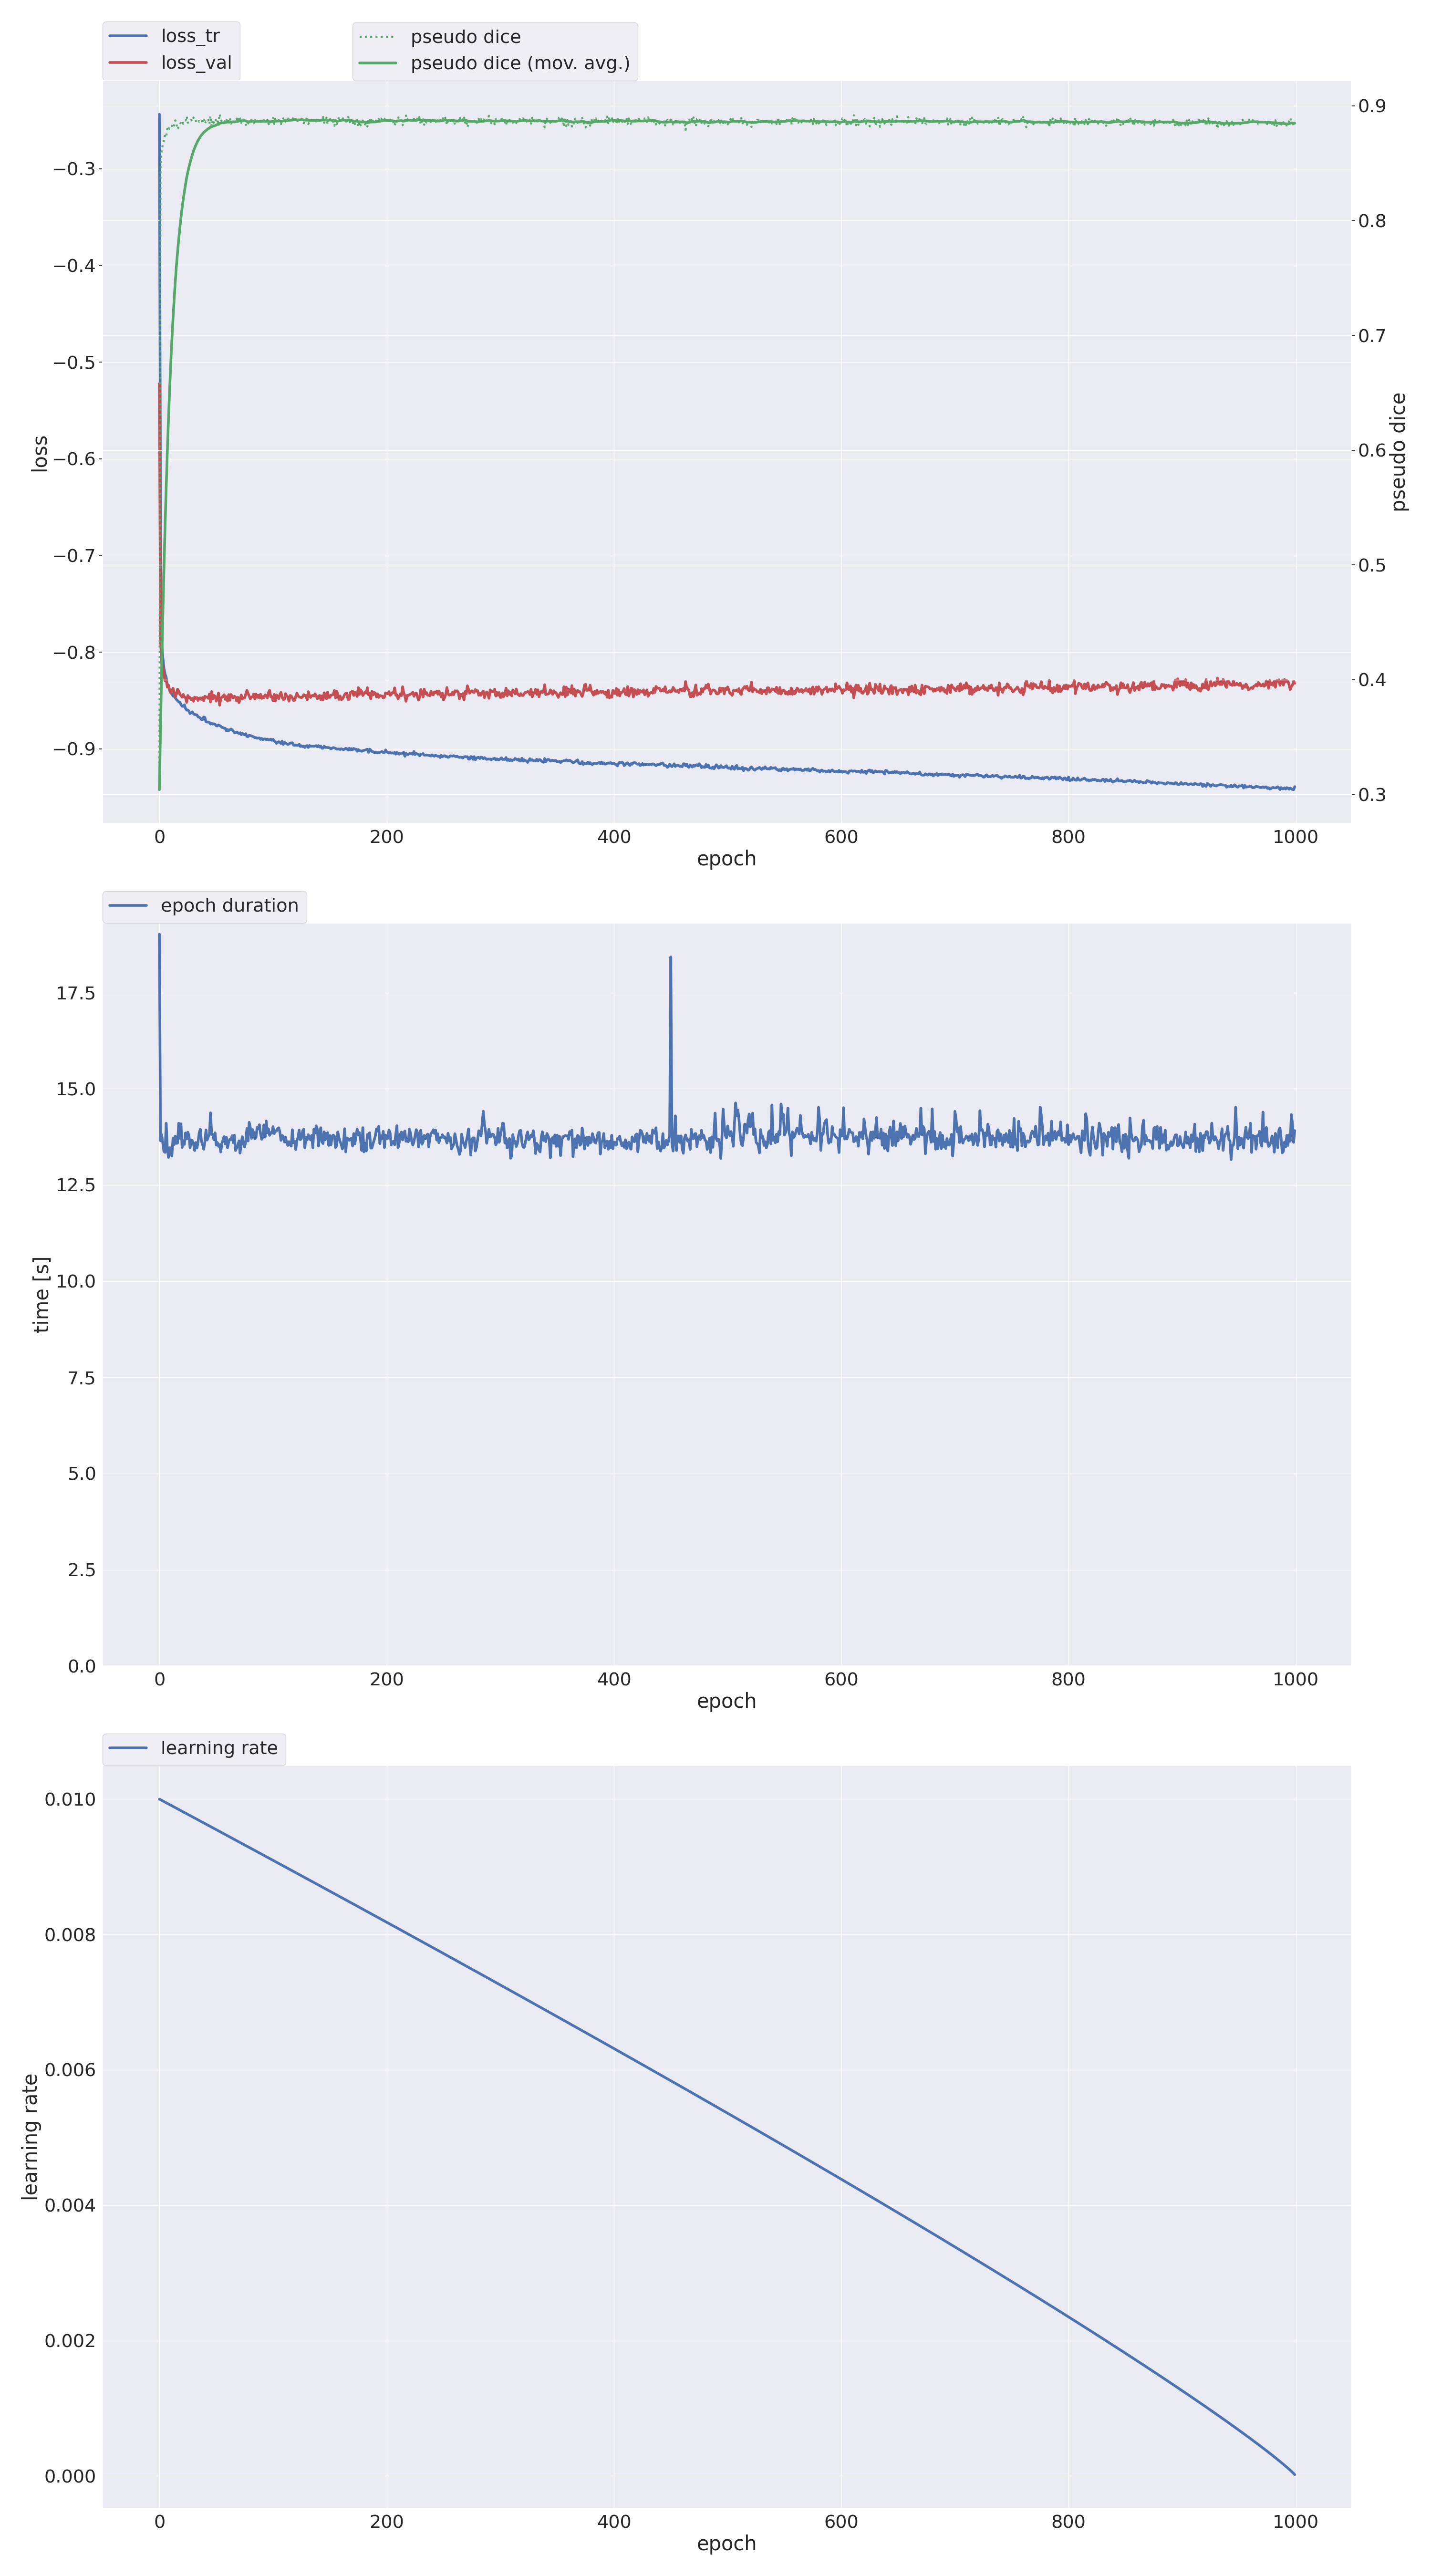 loss_tr
loss_val
pseudo dice
pseudo dice (mov. avg.)
−0.3
−0.4
−0.5
−0.6
−0.7
−0.8
−0.9
loss
0.9
0.8
0.7
0.6
0.5
0.4
0.3
pseudo dice
0 200 400 600 800 1000
epoch
epoch duration
17.5
15.0
12.5
10.0
7.5
5.0
2.5
0.0
time [s]
0 200 400 600 800 1000
epoch
learning rate
0.010
0.008
0.006
0.004
0.002
0.000
learning rate
0 200 400 600 800 1000
epoch